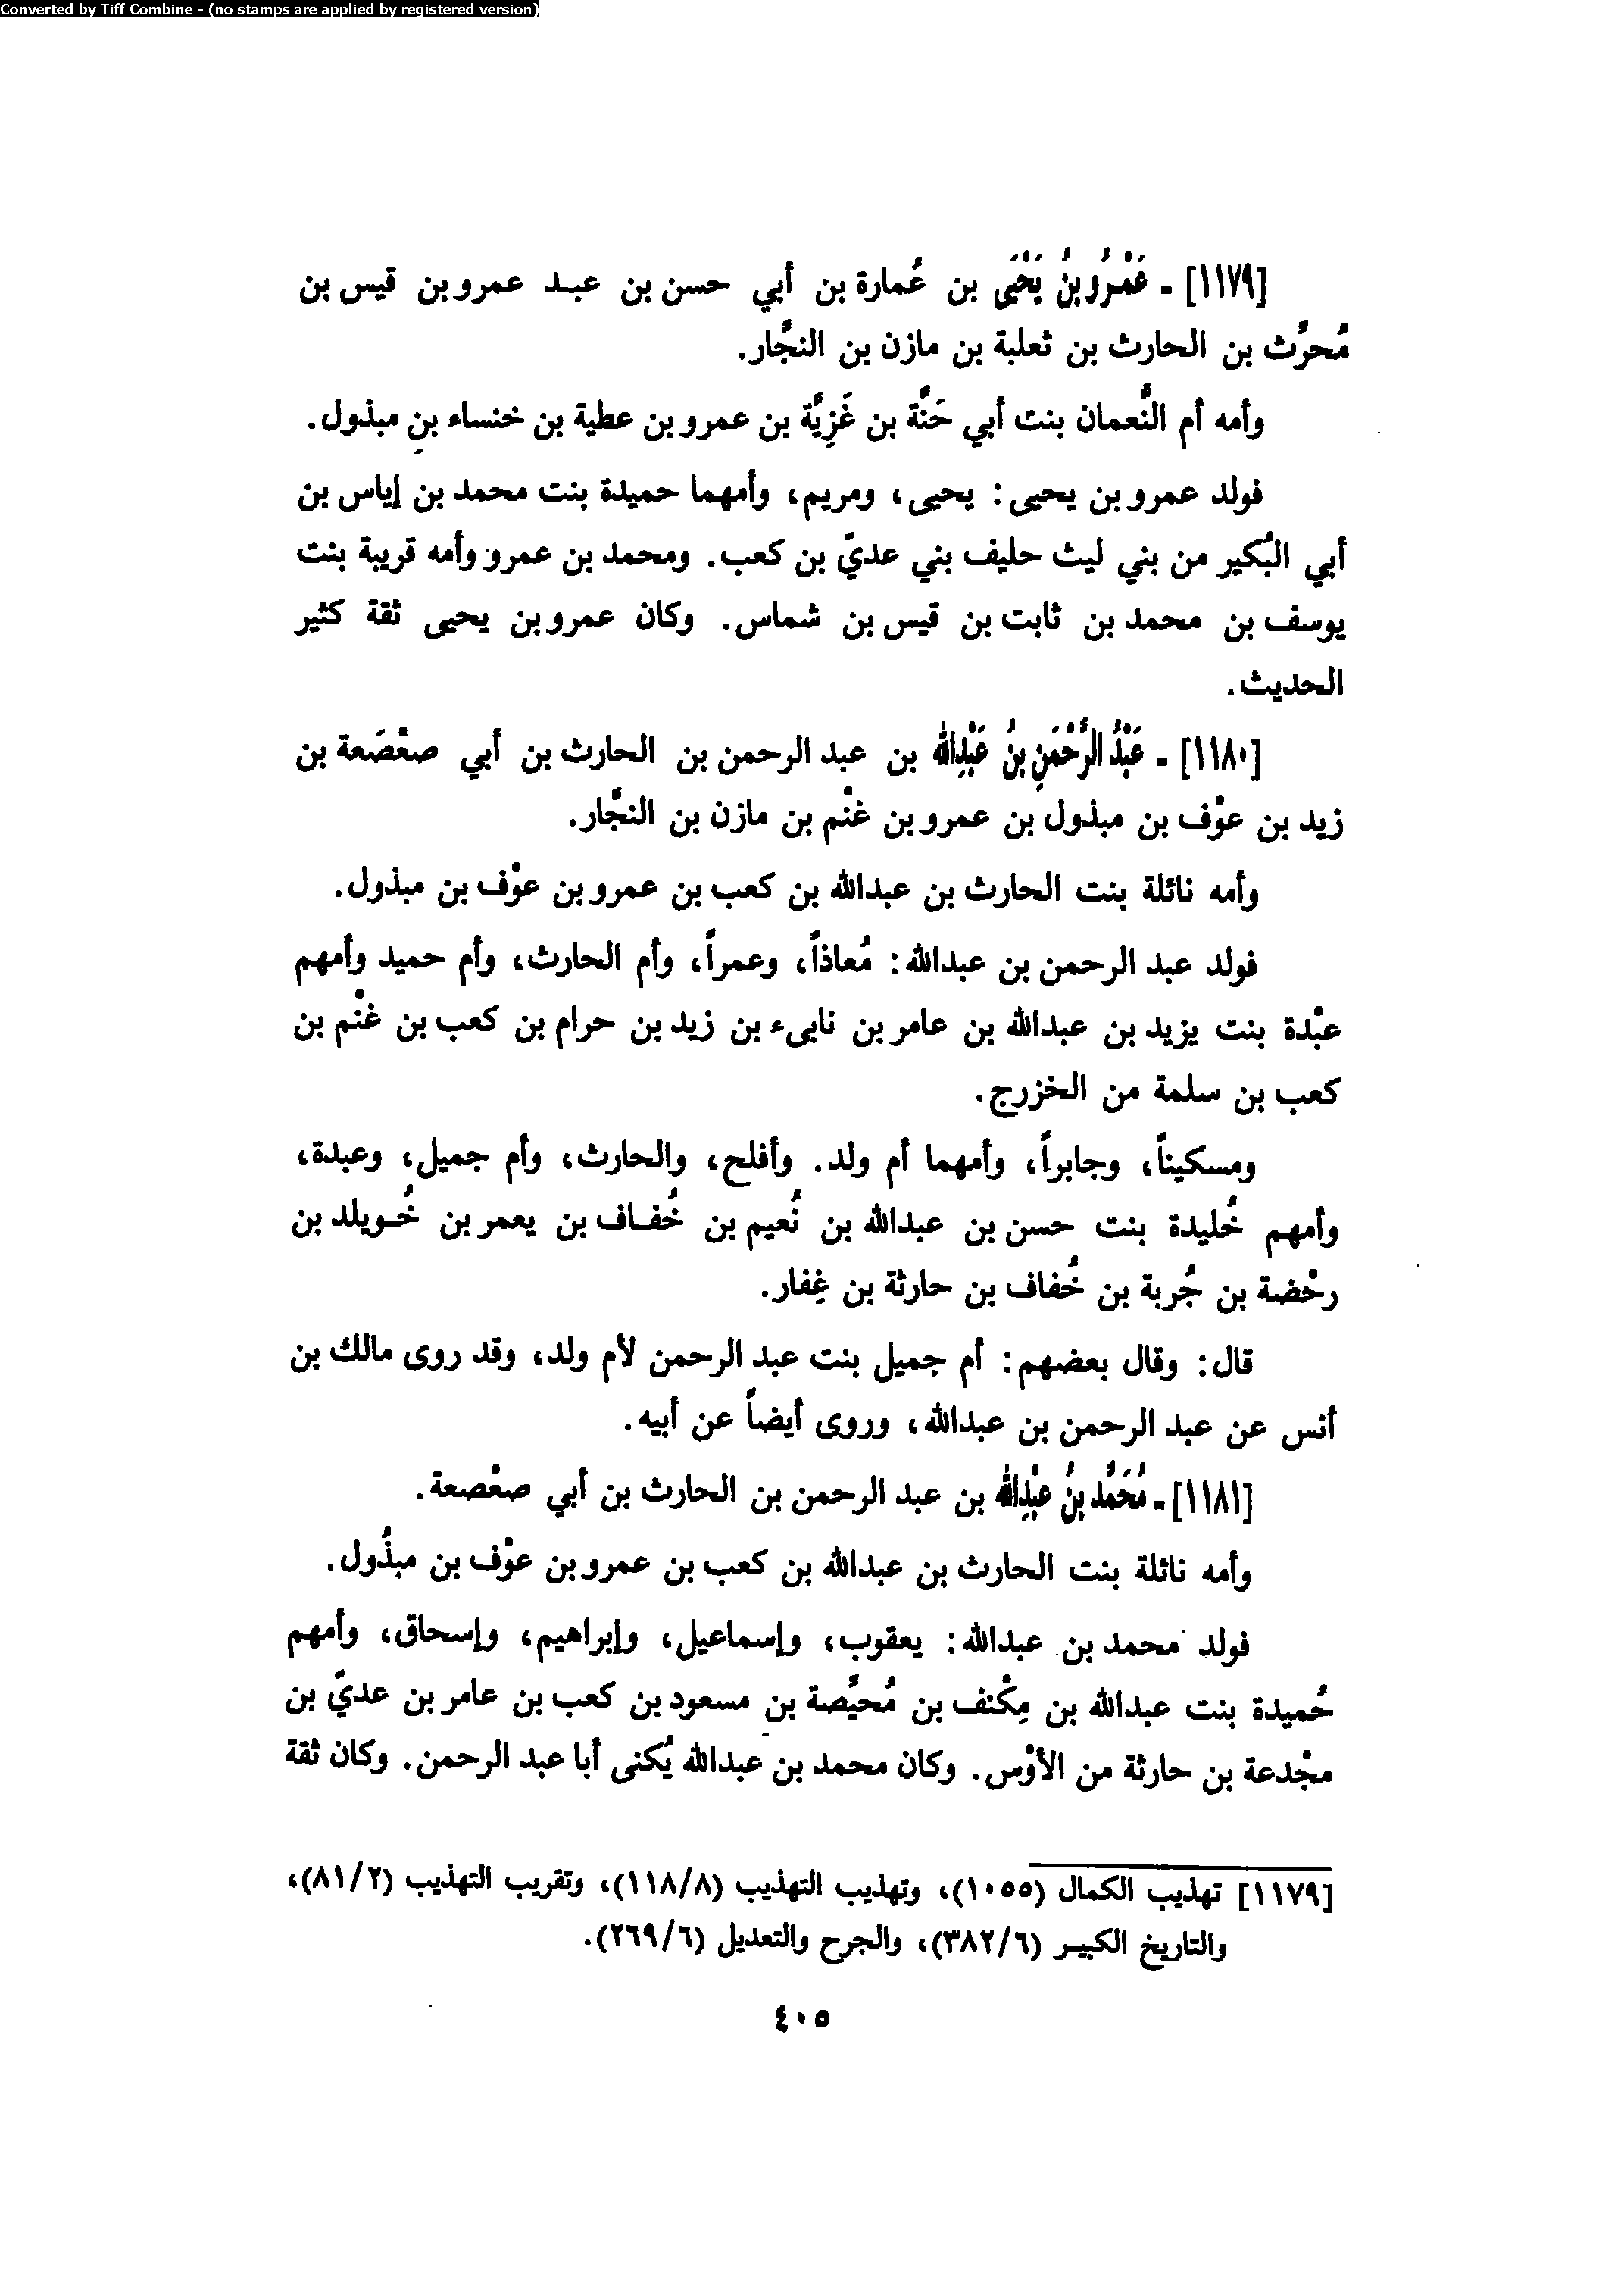 Converted by Tiff Combine - (no stamps are applied by registered version)
[١١٧٩] - عَمْرُو بنُ يَحْيَى بن عُمارة بن أبي حسن بن عبد عمرو بن قيس بن
مُحرِّث بن الحارث بن ثعلبة بن مازن بن النجَّار.
وأمه أم النُّعمان بنت أبي حَنَّة بن غَزِيَّة بن عمرو بن عطية بن خنساء بن مبذول.
فولد عمرو بن يحيى: يحيى، ومريم، وأمهما حميدة بنت محمد بن إياس بن
أبي البُكير من بني ليث حليف بني عديّ بن كعب. ومحمد بن عمرو وأمه قريبة بنت
يوسف بن محمد بن ثابت بن قيس بن شماس. وكان عمرو بن يحيى ثقة كثير
الحديث.
[١١٨٠] - عَبْدُ الرَّحْمَنِ بنُ عَبْدِالله بن عبد الرحمن بن الحارث بن أبي صعْصَعة بن
زيد بن عوْف بن مبذول بن عمرو بن غنْم بن مازن بن النجَّار.
وأمه نائلة بنت الحارث بن عبدالله بن كعب بن عمرو بن عوْف بن مبذول.
فولد عبد الرحمن بن عبدالله: مُعاذاً، وعمراً، وأم الحارث، وأم حميد وأمهم
عبْدة بنت يزيد بن عبدالله بن عامر بن نابىء بن زيد بن حرام بن كعب بن غنْم بن
كعب بن سلمة من الخزرج.
ومسكيناً، وجابراً، وأمهما أم ولد. وأفلح، والحارث، وأم جميل، وعبدة،
وأمهم خُليدة بنت حسن بن عبدالله بن نُعيم بن خُفاف بن يعمر بن خُويلد بن
رحْضة بن جُربة بن خُفاف بن حارثة بن غِفار.
قال: وقال بعضهم: أم جميل بنت عبد الرحمن لأم ولد، وقد روى مالك بن
أنس عن عبد الرحمن بن عبدالله، وروى أيضاً عن أبيه.
[١١٨١] - مُحَمَّد بنُ عبْدِالله بن عبد الرحمن بن الحارث بن أبي صعْصعة.
وأمه نائلة بنت الحارث بن عبدالله بن كعب بن عمرو بن عوْف بن مبذُول.
فولد محمد بن عبدالله: يعقوب، وإسماعيل، وإبراهيم، وإسحاق، وأمهم
حُميدة بنت عبدالله بن مِكْنف بن مُحيَّصة بن مسعود بن كعب بن عامر بن عديّ بن
مجْدعة بن حارثة من الأوْس. وكان محمد بن عبدالله يُكنى أبا عبد الرحمن. وكان ثقة
[١١٧٩] تهذيب الكمال (١٠٥٥)، وتهذيب التهذيب (١١٨/٨)، وتقريب التهذيب (٨١/٢)،
والتاريخ الكبير (٣٨٢/٦)، والجرح والتعديل (٢٦٩/٦).
٤٠٥